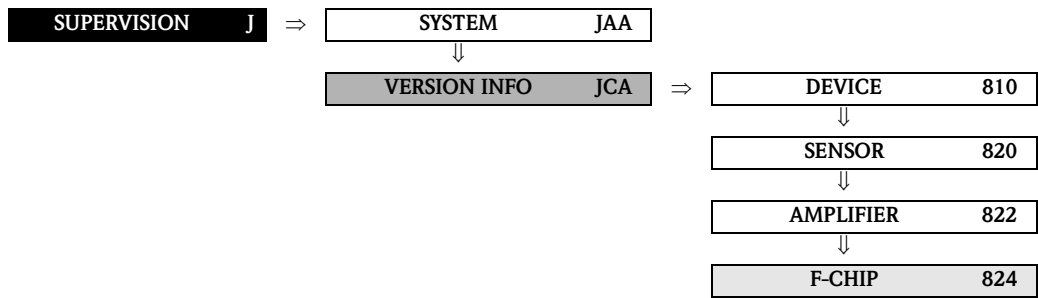 SUPERVISION J ⇒ SYSTEM JAA
⇓
VERSION INFO JCA ⇒ DEVICE 810
⇓
SENSOR 820
⇓
AMPLIFIER 822
⇓
F-CHIP 824